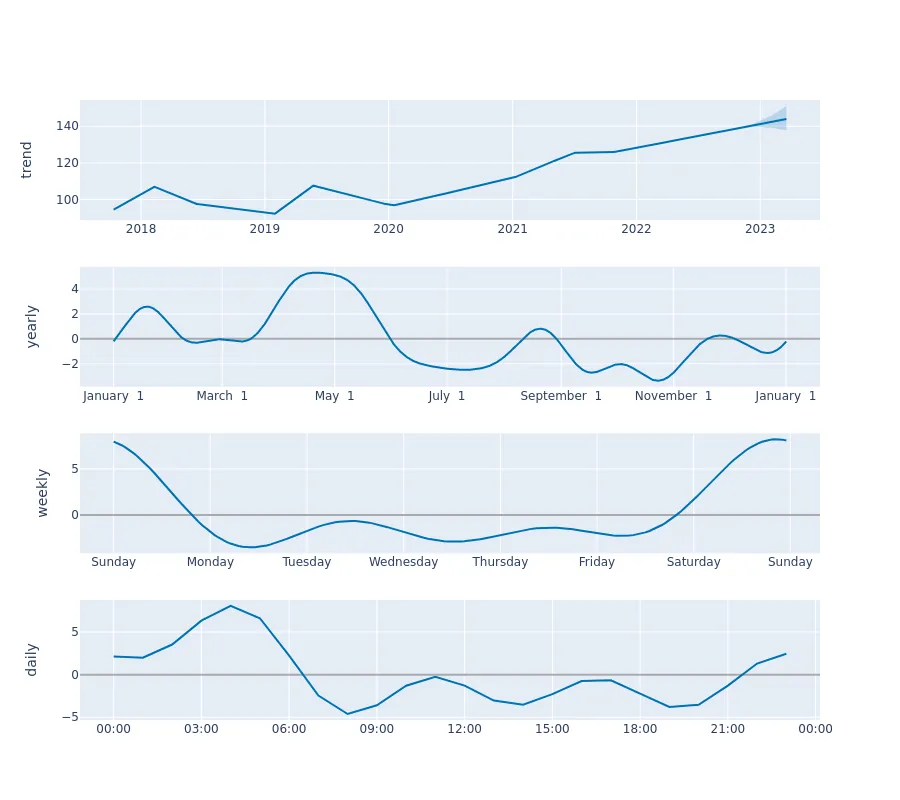 trend
140
120
100
2018 2019 2020 2021 2022 2023
yearly
4
2
0
−2
January 1 March 1 May 1 July 1 September 1 November 1 January 1
weekly
5
0
Sunday Monday Tuesday Wednesday Thursday Friday Saturday Sunday
daily
5
0
−5
00:00 03:00 06:00 09:00 12:00 15:00 18:00 21:00 00:00